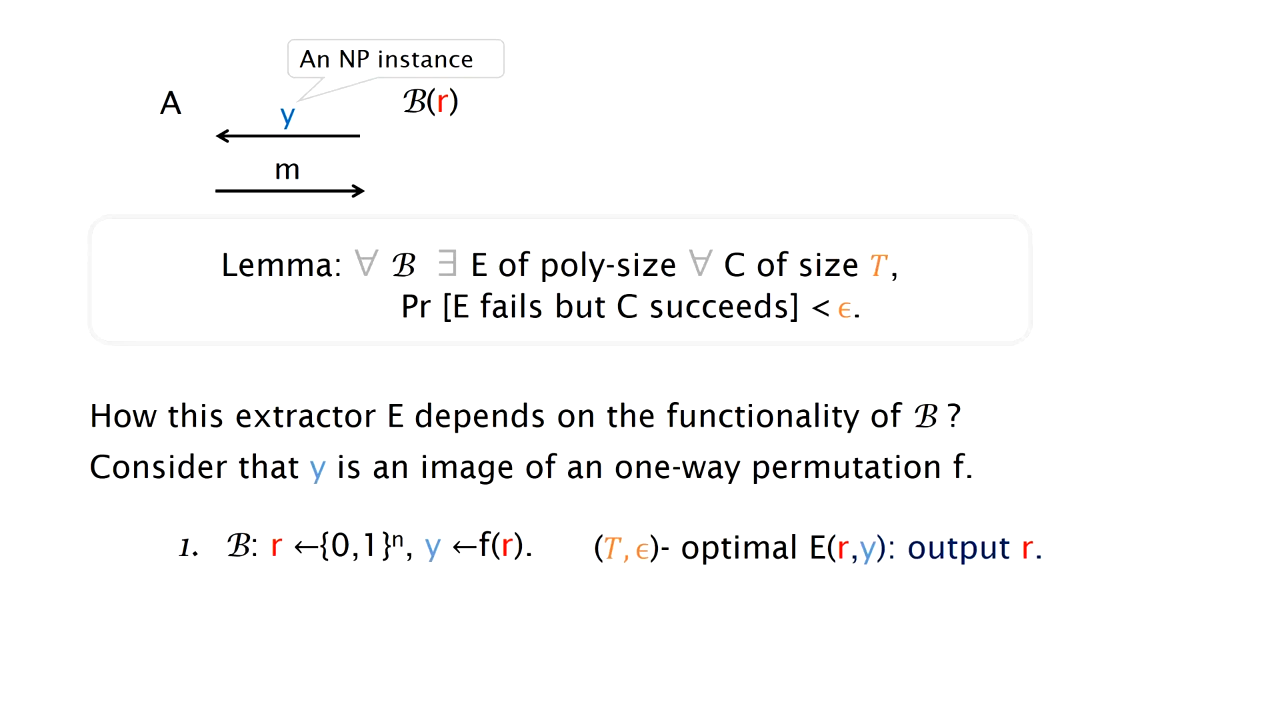 An NP instance
A
ℬ(r)
y
m
Lemma: ∀ ℬ ∃ E of poly-size ∀ C of size T,
Pr [E fails but C succeeds] < ϵ.
How this extractor E depends on the functionality of ℬ ?
Consider that y is an image of an one-way permutation f.
1. ℬ: r ←{0,1}ⁿ, y ←f(r). (T, ϵ)- optimal E(r,y): output r.